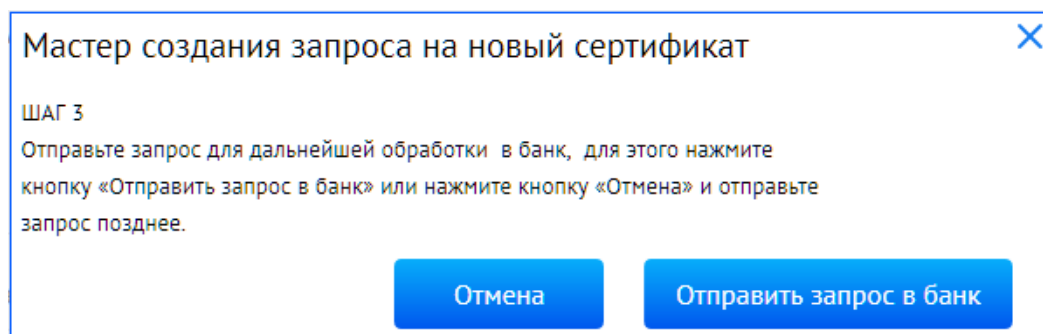 Мастер создания запроса на новый сертификат
ШАГ 3
Отправьте запрос для дальнейшей обработки в банк, для этого нажмите
кнопку «Отправить запрос в банк» или нажмите кнопку «Отмена» и отправьте
запрос позднее.
Отмена
Отправить запрос в банк